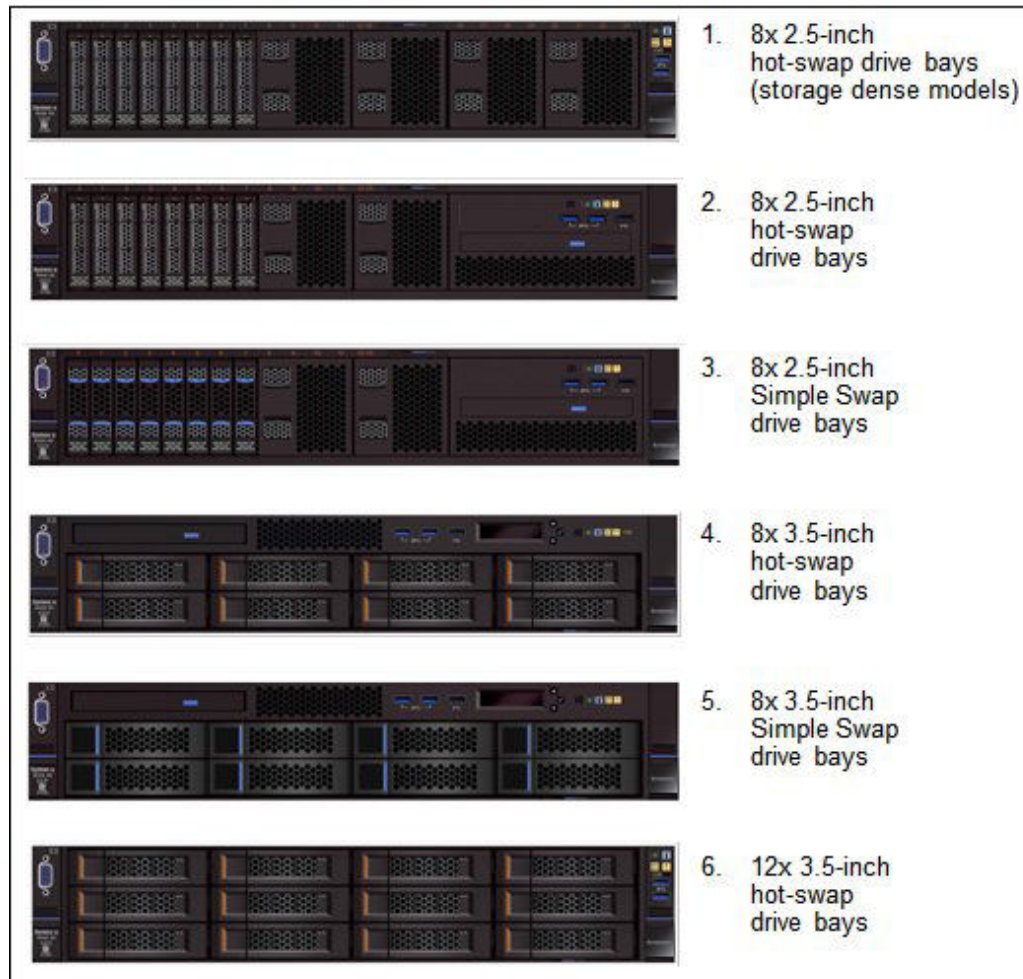 1. 8x 2.5-inch
hot-swap drive bays
(storage dense models)
2. 8x 2.5-inch
hot-swap
drive bays
3. 8x 2.5-inch
Simple Swap
drive bays
4. 8x 3.5-inch
hot-swap
drive bays
5. 8x 3.5-inch
Simple Swap
drive bays
6. 12x 3.5-inch
hot-swap
drive bays